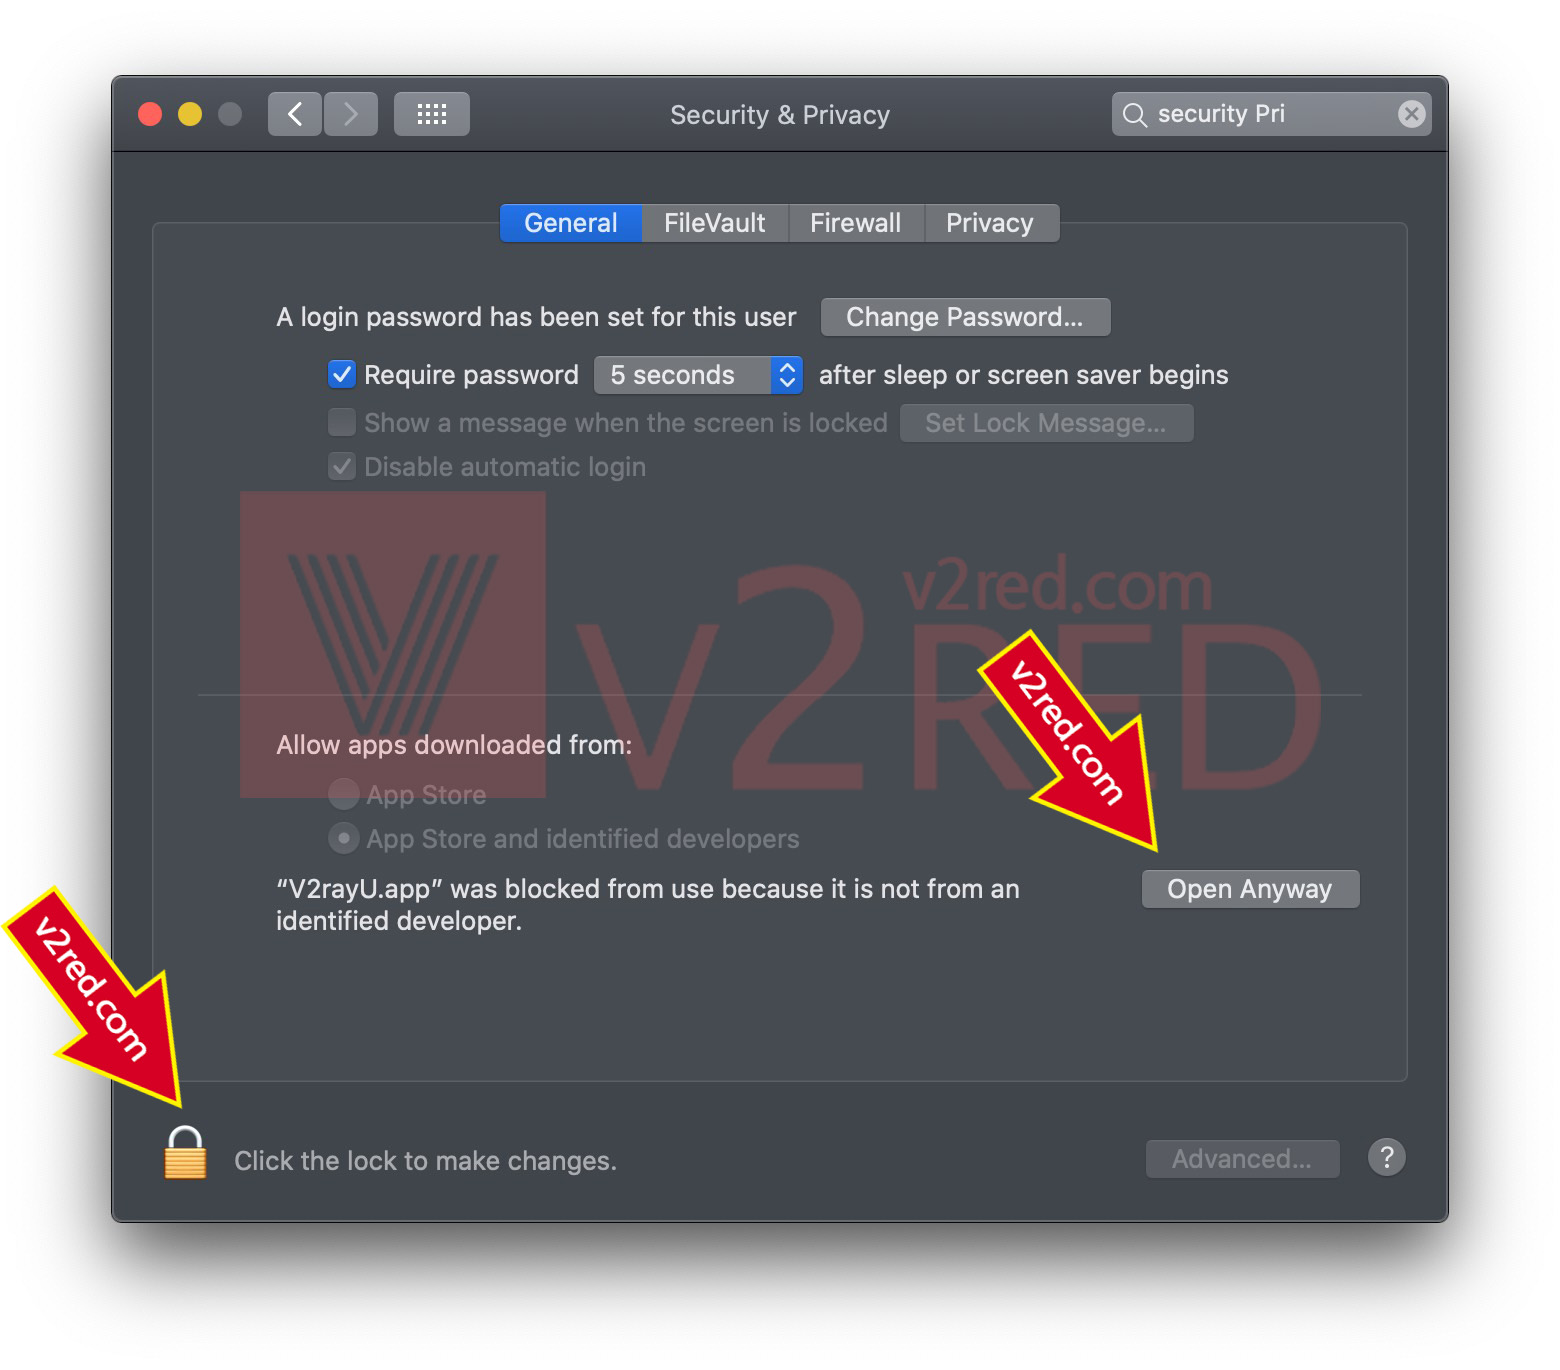 Security & Privacy
security Pri
General FileVault Firewall Privacy
A login password has been set for this user Change Password...
Require password 5 seconds after sleep or screen saver begins
Show a message when the screen is locked Set Lock Message...
Disable automatic login
v2red.com
V2RED
v2red.com
Allow apps downloaded from:
App Store
App Store and identified developers
“V2rayU.app” was blocked from use because it is not from an
identified developer.
Open Anyway
v2red.com
Click the lock to make changes.
Advanced...
?